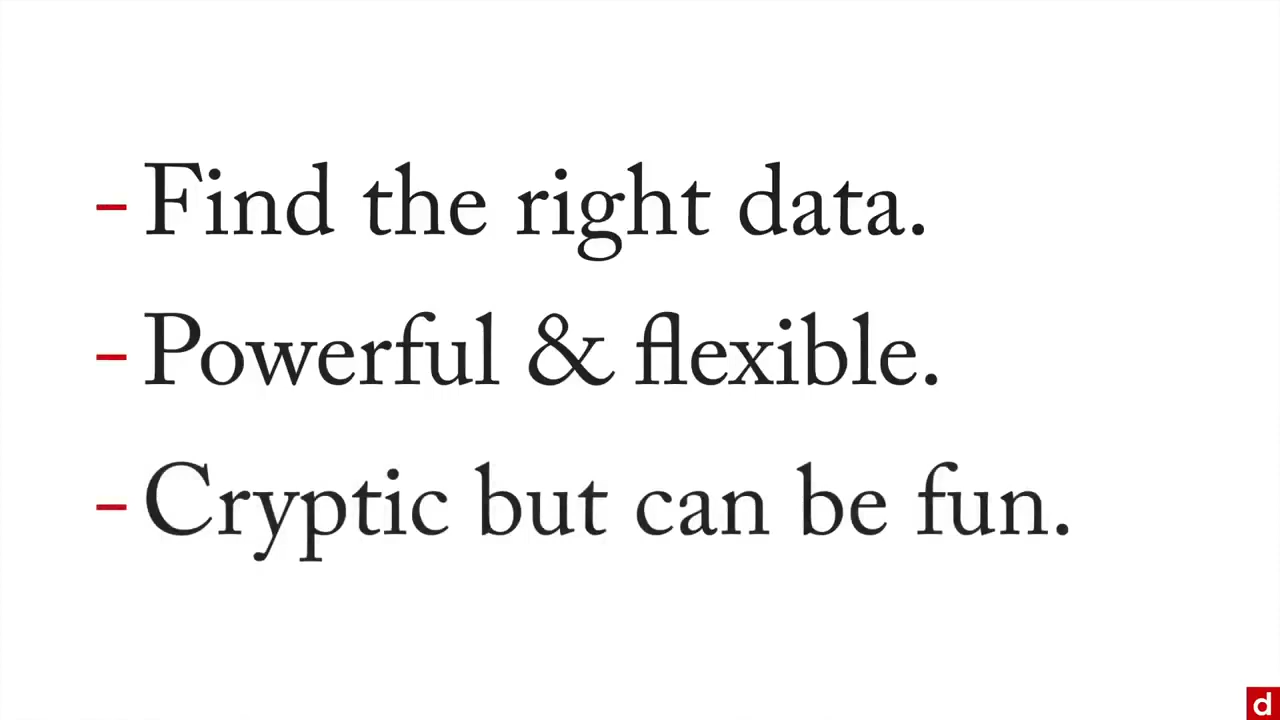 - Find the right data.
- Powerful & flexible.
- Cryptic but can be fun.
d